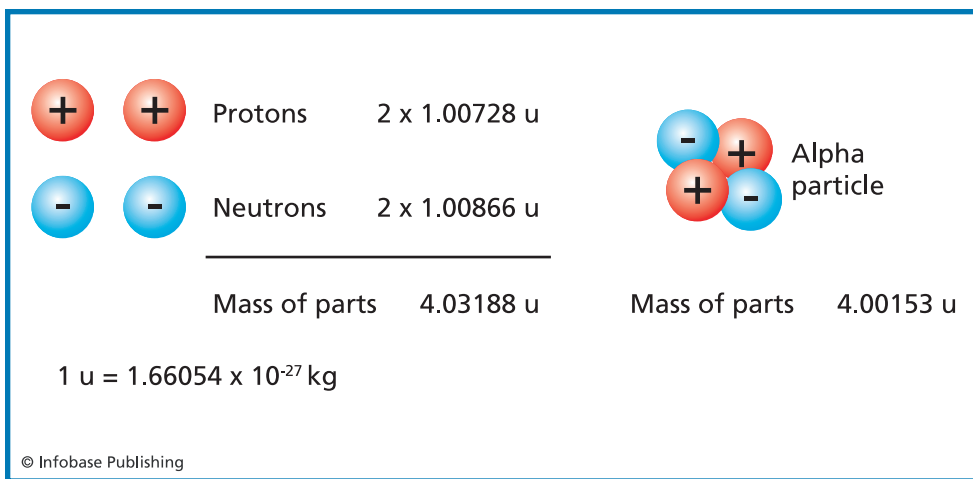 + + Protons 2 x 1.00728 u
- + Alpha
+ - particle
- - Neutrons 2 x 1.00866 u
Mass of parts 4.03188 u
Mass of parts 4.00153 u
1 u = 1.66054 x 10⁻²⁷ kg
© Infobase Publishing